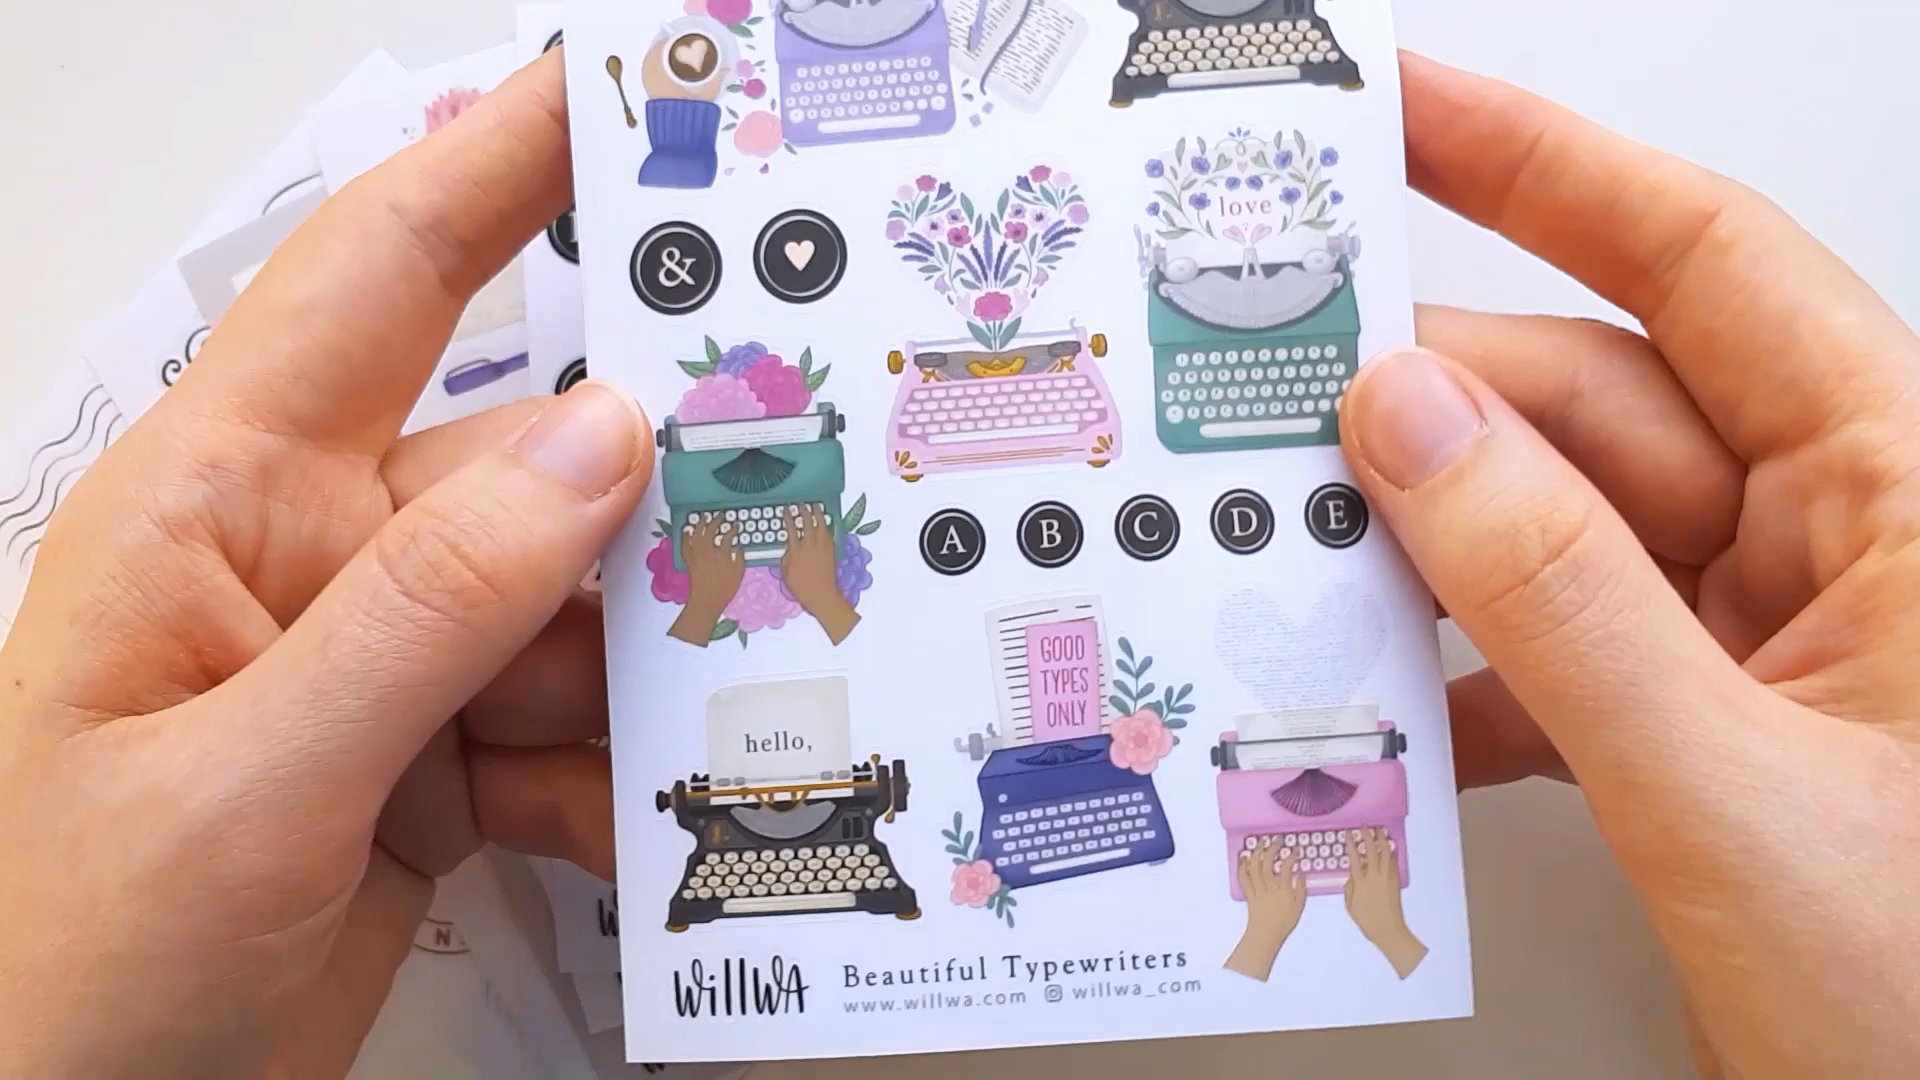 love
&
A B C D E
GOOD
TYPES
ONLY
hello,
willwa
Beautiful Typewriters
www.willwa.com willwa_com
N